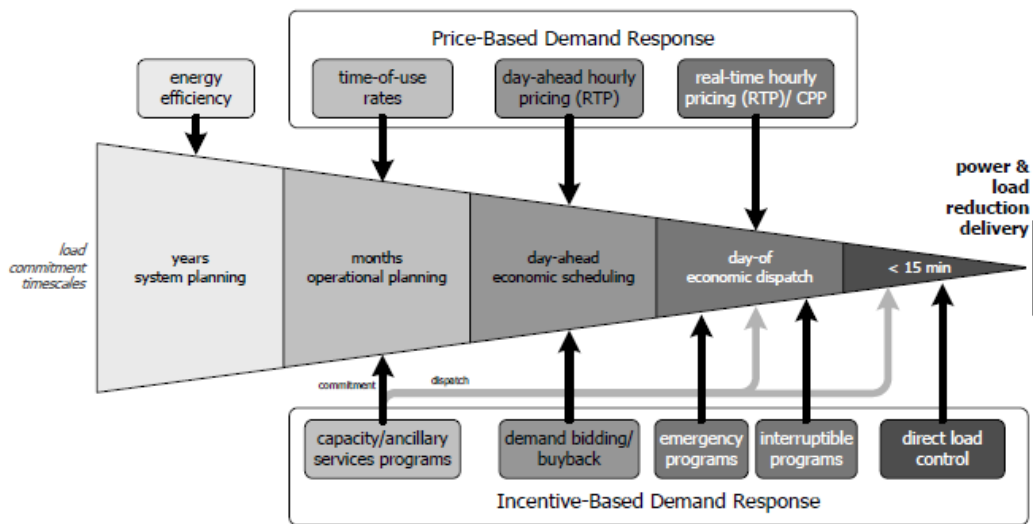 Price-Based Demand Response
energy
efficiency
time-of-use
rates
day-ahead hourly
pricing (RTP)
real-time hourly
pricing (RTP)/ CPP
power &
load
reduction
delivery
load
commitment
timescales
years
system planning
months
operational planning
day-ahead
economic scheduling
day-of
economic dispatch
< 15 min
commitment
dispatch
capacity/ancillary
services programs
demand bidding/
buyback
emergency
programs
interruptible
programs
direct load
control
Incentive-Based Demand Response